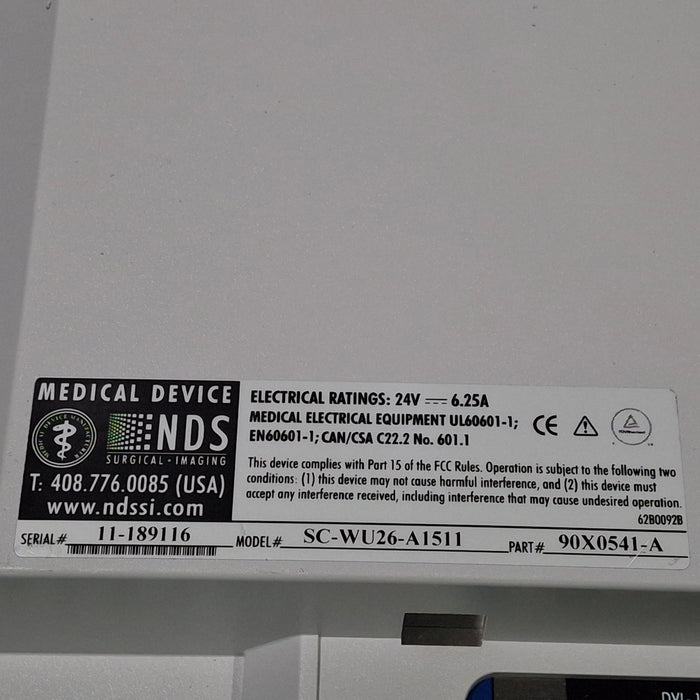 MEDICAL DEVICE
NDS
SURGICAL · IMAGING
T: 408.776.0085 (USA)
www.ndssi.com
ELECTRICAL RATINGS: 24V ⎓ 6.25A
MEDICAL ELECTRICAL EQUIPMENT UL60601-1;
EN60601-1; CAN/CSA C22.2 No. 601.1
CE
This device complies with Part 15 of the FCC Rules. Operation is subject to the following two
conditions: (1) this device may not cause harmful interference, and (2) this device must
accept any interference received, including interference that may cause undesired operation.
62B0092B
SERIAL# 11-189116
MODEL# SC-WU26-A1511
PART# 90X0541-A